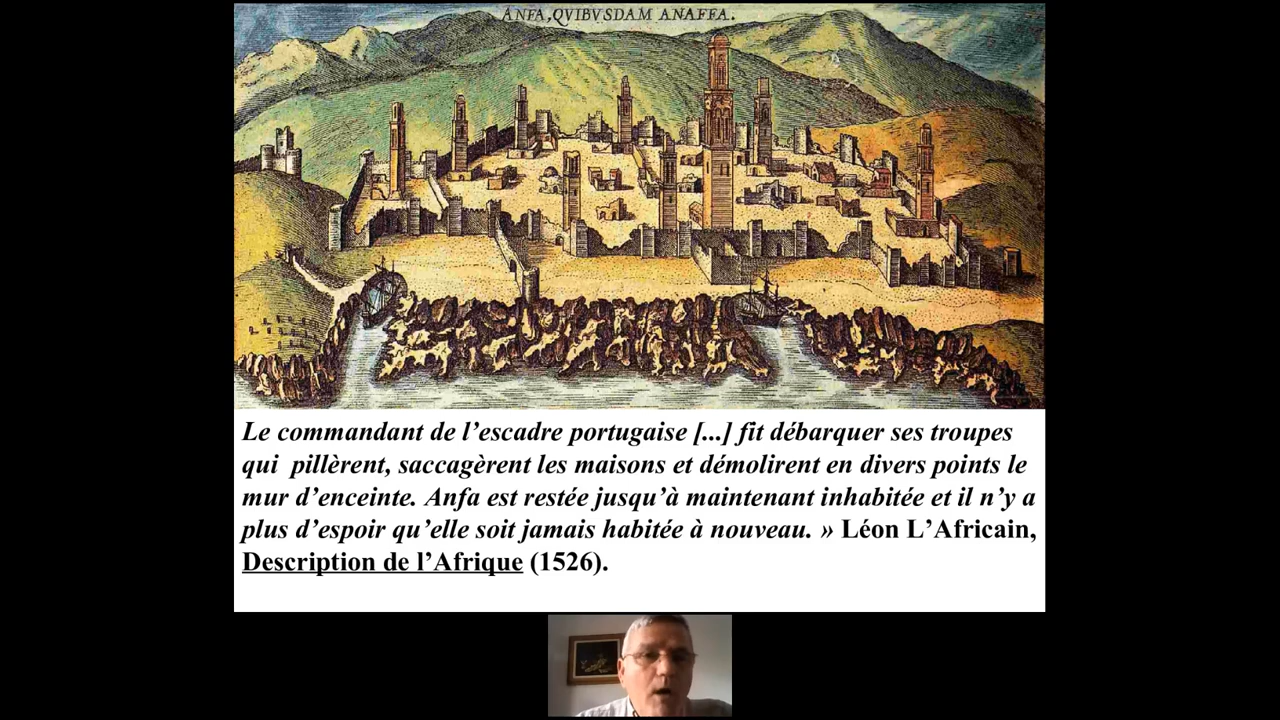 ANFA, QVIBVSDAM ANAFFA.
Le commandant de l’escadre portugaise [...] fit débarquer ses troupes
qui pillèrent, saccagèrent les maisons et démolirent en divers points le
mur d’enceinte. Anfa est restée jusqu’à maintenant inhabitée et il n’y a
plus d’espoir qu’elle soit jamais habitée à nouveau. » Léon L’Africain,
Description de l’Afrique (1526).